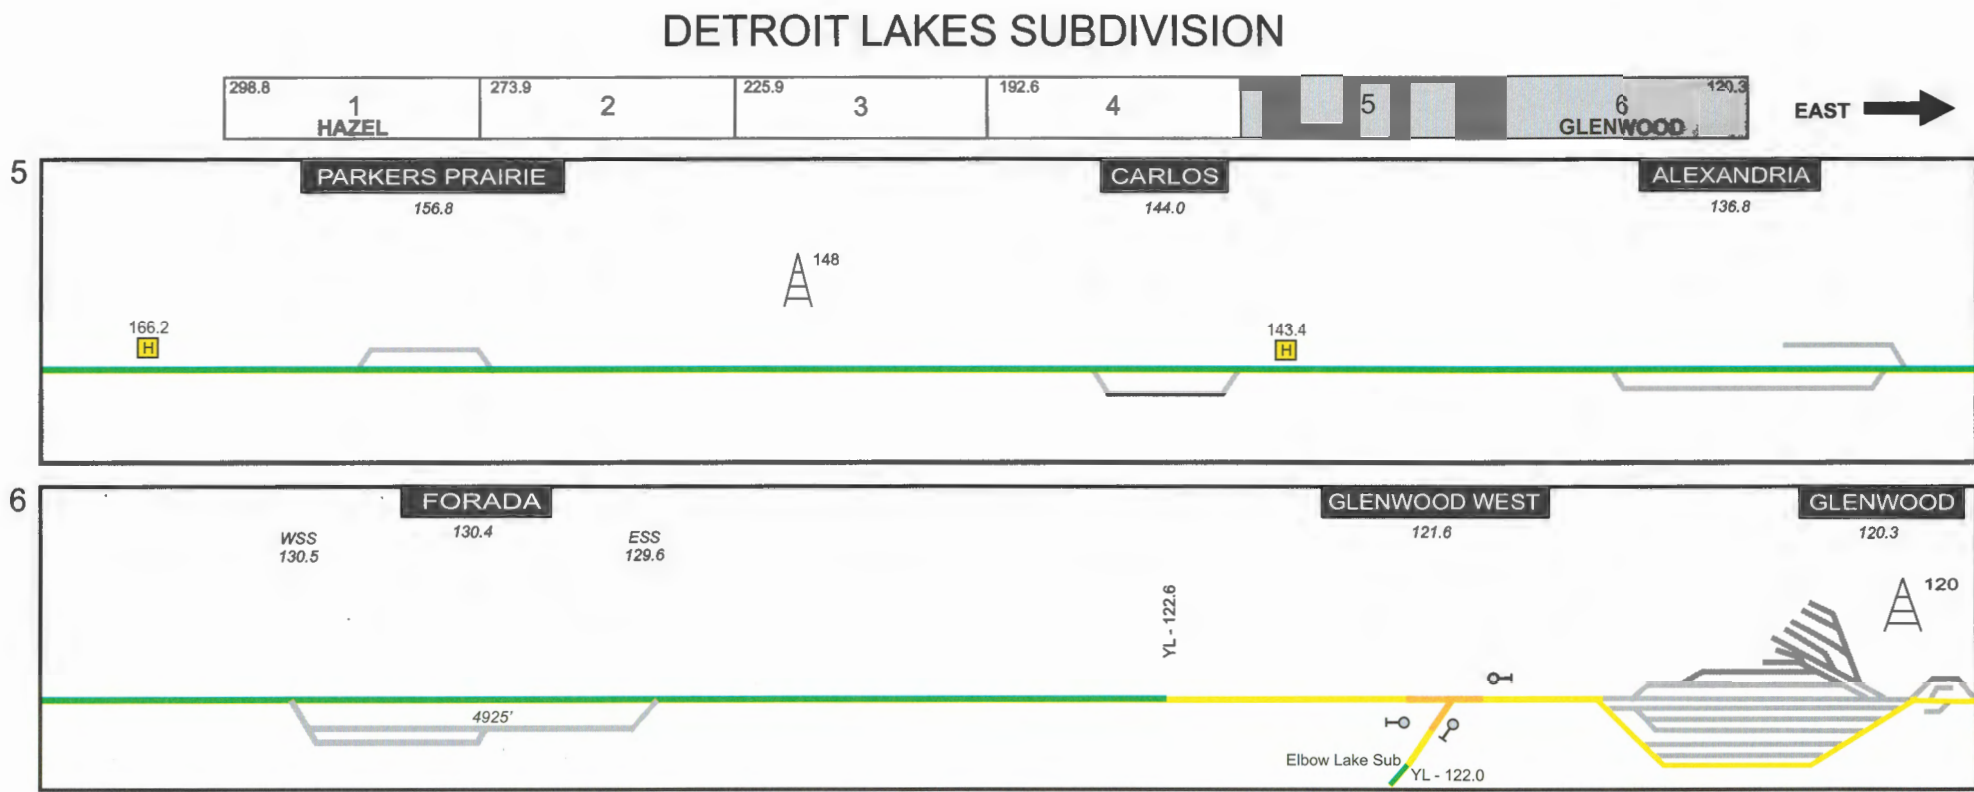 DETROIT LAKES SUBDIVISION
298.8 273.9 225.9 192.6 120.3
1 2 3 4 5 6
HAZEL GLENWOOD
EAST
5
PARKERS PRAIRIE CARLOS ALEXANDRIA
156.8 144.0 136.8
148
166.2 143.4
H H
6
FORADA GLENWOOD WEST GLENWOOD
130.4 121.6 120.3
WSS ESS
130.5 129.6
YL - 122.6
120
4925'
Elbow Lake Sub
YL - 122.0